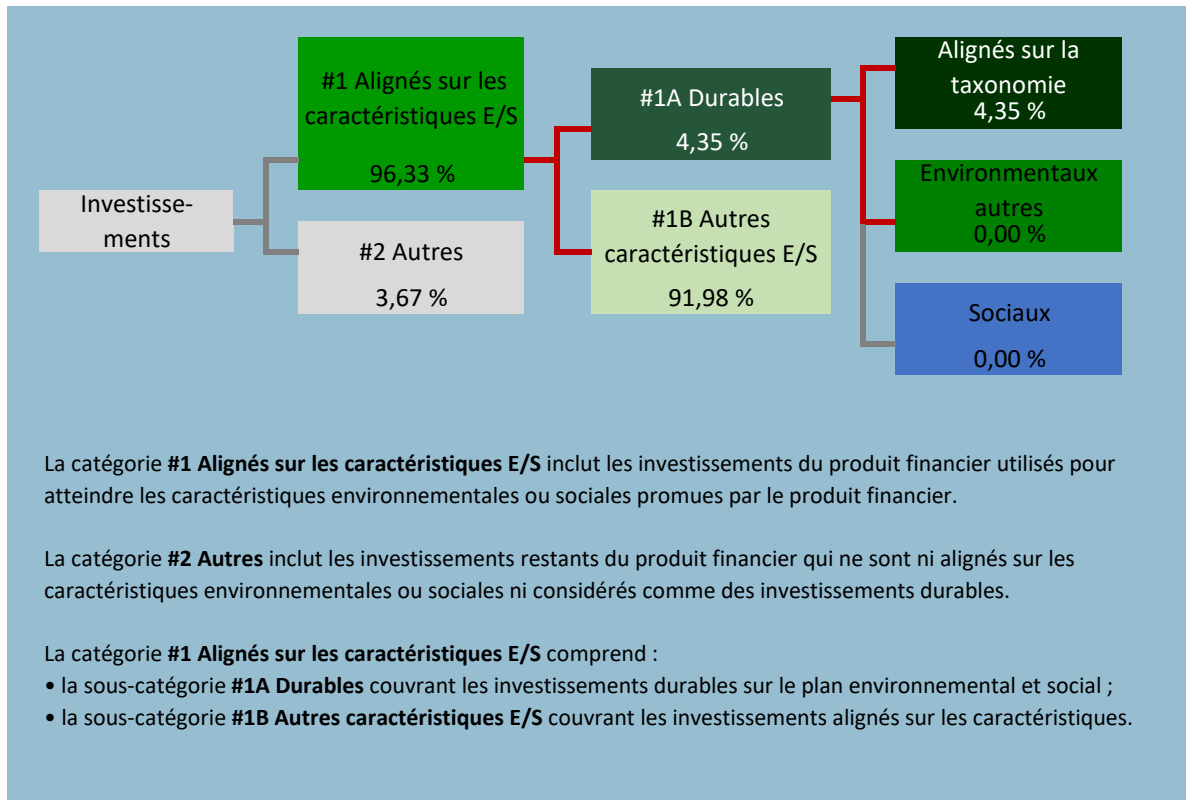 Investisse-
ments
#1 Alignés sur les
caractéristiques E/S
96,33 %
#2 Autres
3,67 %
#1A Durables
4,35 %
#1B Autres
caractéristiques E/S
91,98 %
Alignés sur la
taxonomie
4,35 %
Environmentaux
autres
0,00 %
Sociaux
0,00 %
La catégorie #1 Alignés sur les caractéristiques E/S inclut les investissements du produit financier utilisés pour
atteindre les caractéristiques environnementales ou sociales promues par le produit financier.
La catégorie #2 Autres inclut les investissements restants du produit financier qui ne sont ni alignés sur les
caractéristiques environnementales ou sociales ni considérés comme des investissements durables.
La catégorie #1 Alignés sur les caractéristiques E/S comprend :
• la sous-catégorie #1A Durables couvrant les investissements durables sur le plan environnemental et social ;
• la sous-catégorie #1B Autres caractéristiques E/S couvrant les investissements alignés sur les caractéristiques.